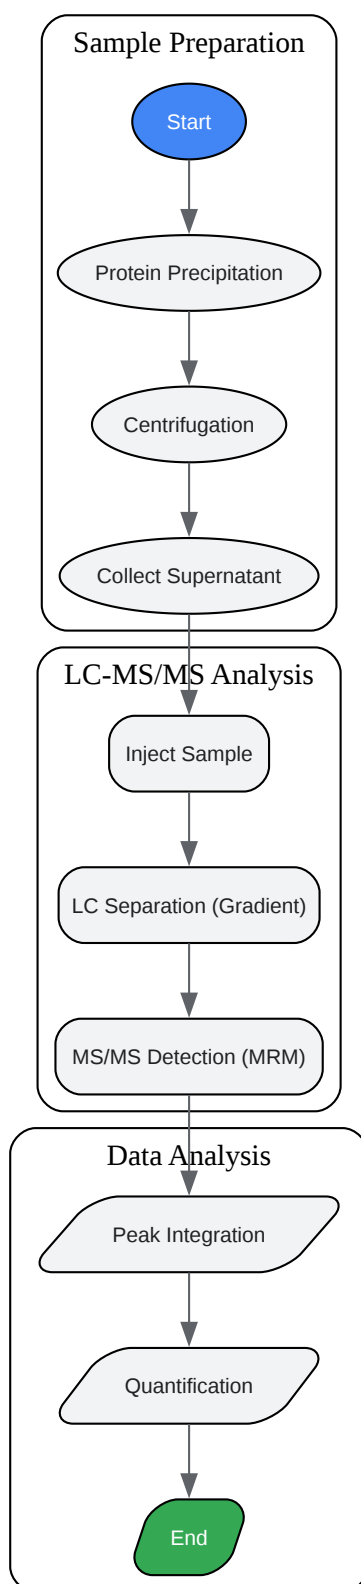 Sample Preparation
Start
Protein Precipitation
Centrifugation
Collect Supernatant
LC-MS/MS Analysis
Inject Sample
LC Separation (Gradient)
MS/MS Detection (MRM)
Data Analysis
Peak Integration
Quantification
End